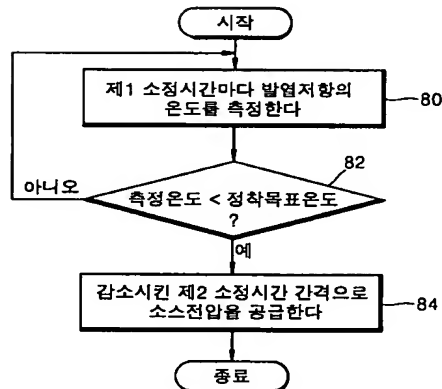 시작
제1 소정시간마다 발열저항의
온도를 측정한다
80
82
아니오
측정온도 < 정착목표온도
?
예
감소시킨 제2 소정시간 간격으로
소스전압을 공급한다
84
종료